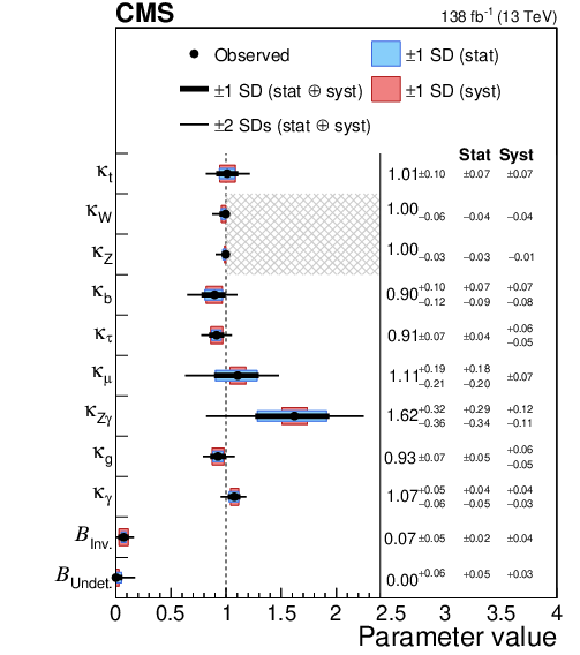 CMS 138 fb⁻¹ (13 TeV)
Observed ±1 SD (stat)
±1 SD (stat ⊕ syst) ±1 SD (syst)
±2 SDs (stat ⊕ syst)
Stat Syst
κt 1.01 ±0.10 ±0.07 ±0.07
κW 1.00 −0.06 −0.04 −0.04
κZ 1.00 −0.03 −0.03 −0.01
κb 0.90 +0.10 −0.12 +0.07 −0.09 +0.07 −0.08
κτ 0.91 ±0.07 ±0.04 +0.06 −0.05
κμ 1.11 +0.19 −0.21 +0.18 −0.20 ±0.07
κZγ 1.62 +0.32 −0.36 +0.29 −0.34 +0.12 −0.11
κg 0.93 ±0.07 ±0.05 +0.06 −0.05
κγ 1.07 +0.05 −0.06 +0.04 −0.05 +0.04 −0.03
BInv. 0.07 ±0.05 ±0.02 ±0.04
BUndet. 0.00 +0.06 +0.05 +0.03
0 0.5 1 1.5 2 2.5 3 3.5 4
Parameter value